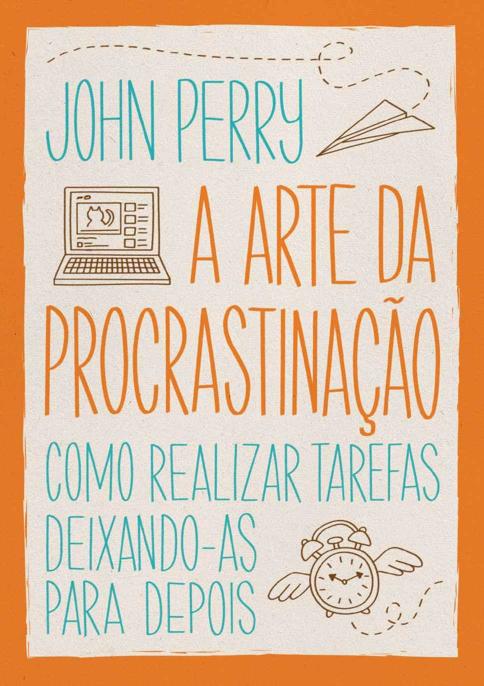 JOHN PERRY
A ARTE DA
PROCRASTINAÇÃO
COMO REALIZAR TAREFAS
DEIXANDO-AS
PARA DEPOIS